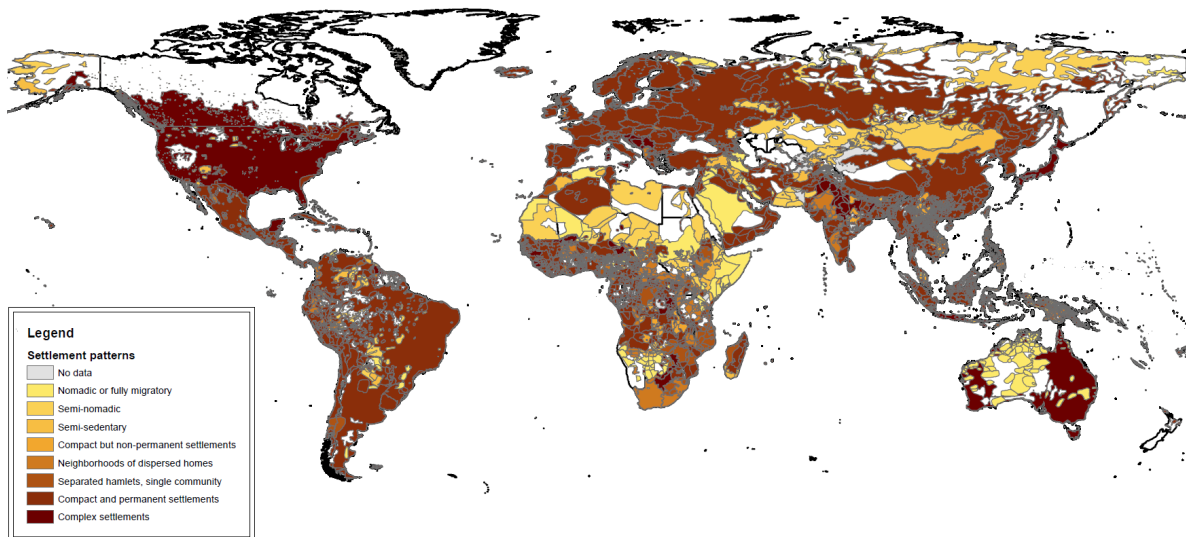 Legend
Settlement patterns
No data
Nomadic or fully migratory
Semi-nomadic
Semi-sedentary
Compact but non-permanent settlements
Neighborhoods of dispersed homes
Separated hamlets, single community
Compact and permanent settlements
Complex settlements